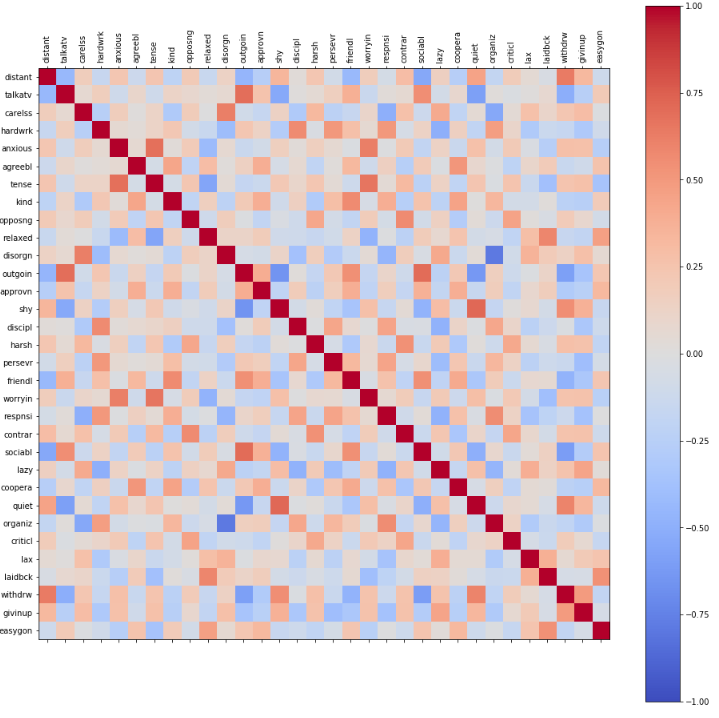 distant talkatv carelss hardwrk anxious agreebl tense kind opposng relaxed disorgn outgoin approvn shy discipl harsh persevr friendl worryin respnsi contrar sociabl lazy coopera quiet organiz criticl lax laidbck withdrw givinup easygon
distant
talkatv
carelss
hardwrk
anxious
agreebl
tense
kind
opposng
relaxed
disorgn
outgoin
approvn
shy
discipl
harsh
persevr
friendl
worryin
respnsi
contrar
sociabl
lazy
coopera
quiet
organiz
criticl
lax
laidbck
withdrw
givinup
easygon
1.00
0.75
0.50
0.25
0.00
−0.25
−0.50
−0.75
−1.00